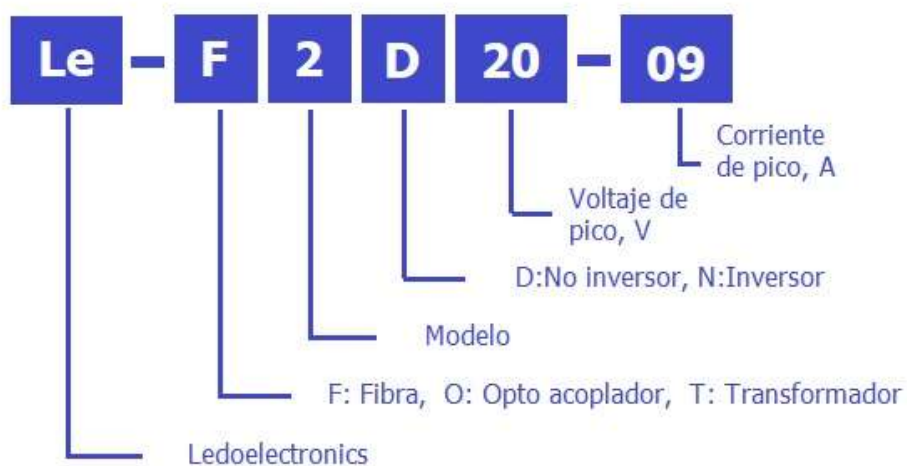 Le - F 2 D 20 - 09
Corriente
de pico, A
Voltaje de
pico, V
D:No inversor, N:Inversor
Modelo
F: Fibra, O: Opto acoplador, T: Transformador
Ledoelectronics